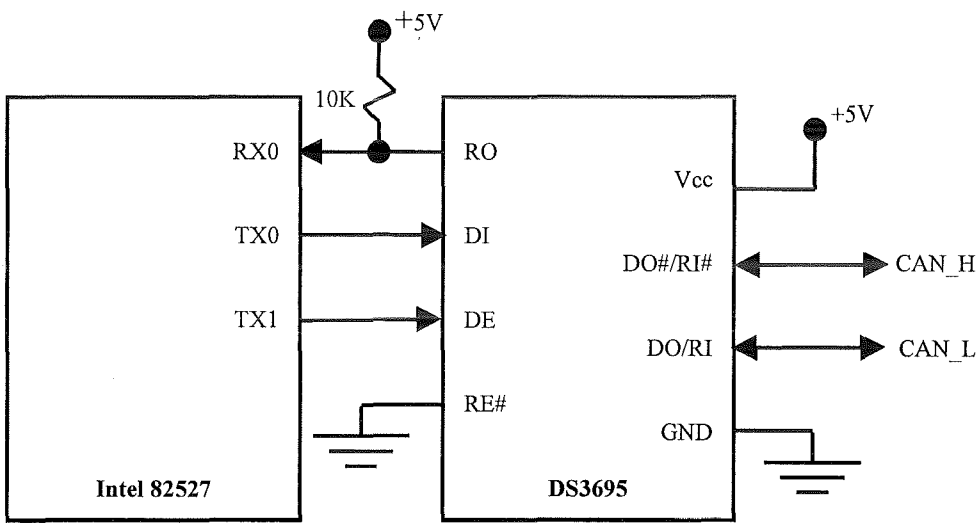 +5V
10K
+5V
RX0
RO
Vcc
TX0
DI
DO#/RI#
CAN_H
TX1
DE
DO/RI
CAN_L
RE#
GND
Intel 82527
DS3695